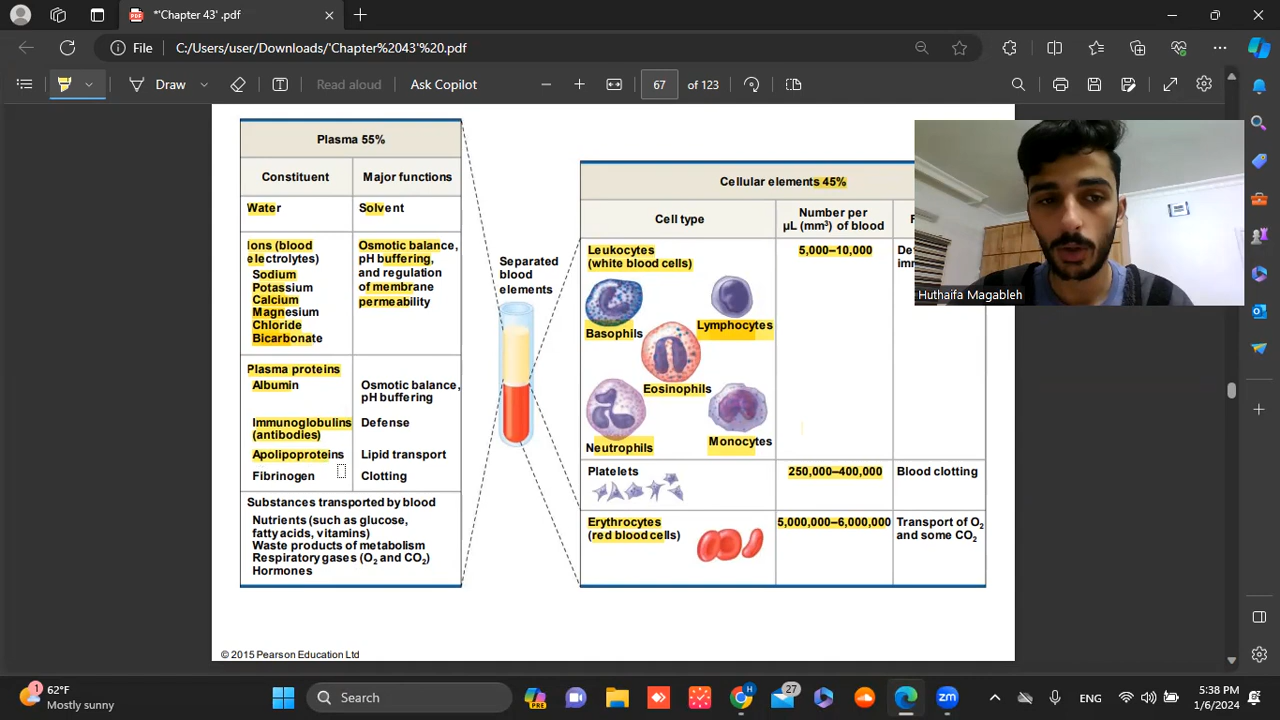 *'Chapter 43' .pdf
File
C:/Users/user/Downloads/'Chapter%2043'%20.pdf
Draw
Read aloud
Ask Copilot
67
of 123
Plasma 55%
Constituent
Major functions
Water
Solvent
Ions (blood
electrolytes)
Sodium
Potassium
Calcium
Magnesium
Chloride
Bicarbonate
Osmotic balance,
pH buffering,
and regulation
of membrane
permeability
Plasma proteins
Albumin
Osmotic balance,
pH buffering
Immunoglobulins
(antibodies)
Defense
Apolipoproteins
Lipid transport
Fibrinogen
Clotting
Substances transported by blood
Nutrients (such as glucose,
fatty acids, vitamins)
Waste products of metabolism
Respiratory gases (O2 and CO2)
Hormones
Separated
blood
elements
Cellular elements 45%
Cell type
Number per
µL (mm³) of blood
Leukocytes
(white blood cells)
5,000–10,000
Basophils
Lymphocytes
Eosinophils
Neutrophils
Monocytes
Platelets
250,000–400,000
Blood clotting
Erythrocytes
(red blood cells)
5,000,000–6,000,000
Transport of O2
and some CO2
Huthaifa Magableh
© 2015 Pearson Education Ltd
1
62°F
Mostly sunny
Search
PRE
H
27
zm
ENG
5:38 PM
1/6/2024